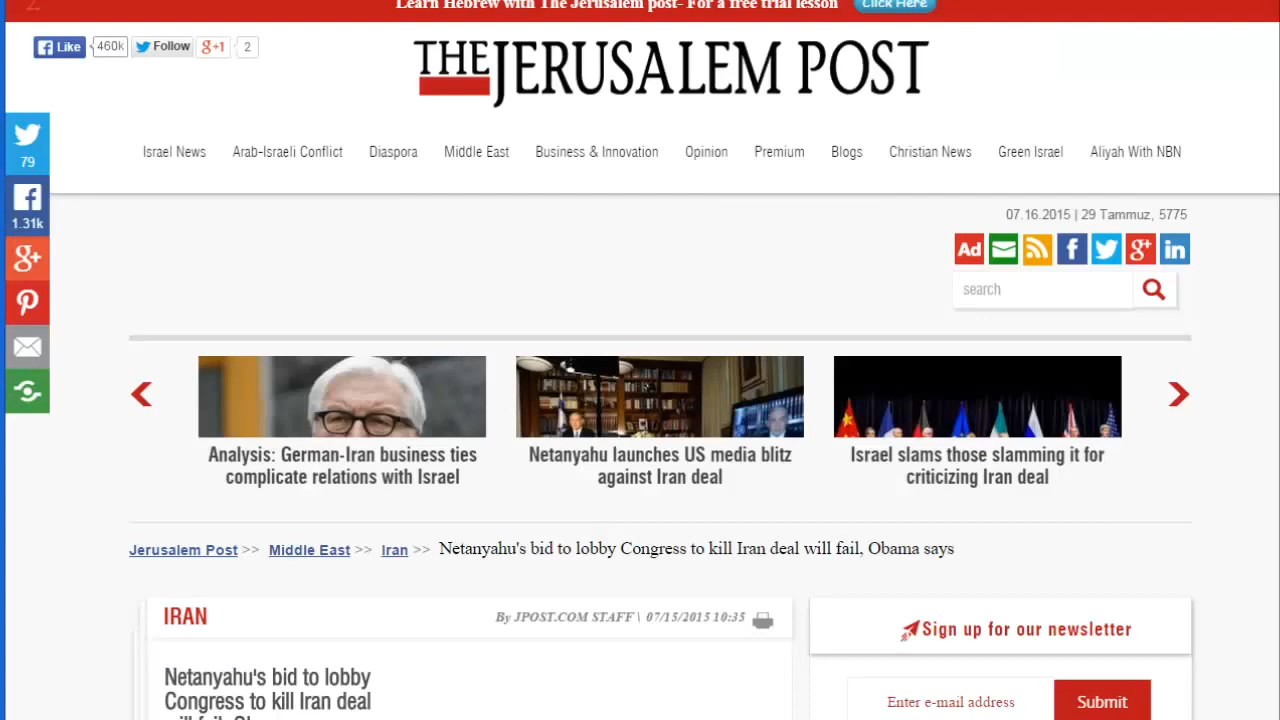 Learn Hebrew with The Jerusalem post- For a free trial lesson Click Here
Like 460k Follow g+1 2
THE JERUSALEM POST
Israel News Arab-Israeli Conflict Diaspora Middle East Business & Innovation Opinion Premium Blogs Christian News Green Israel Aliyah With NBN
79
1.31k
07.16.2015 | 29 Tammuz, 5775
Ad
search
Analysis: German-Iran business ties
complicate relations with Israel
Netanyahu launches US media blitz
against Iran deal
Israel slams those slamming it for
criticizing Iran deal
Jerusalem Post >> Middle East >> Iran >> Netanyahu's bid to lobby Congress to kill Iran deal will fail, Obama says
IRAN
By JPOST.COM STAFF \ 07/15/2015 10:35
Sign up for our newsletter
Netanyahu's bid to lobby
Congress to kill Iran deal
Enter e-mail address Submit